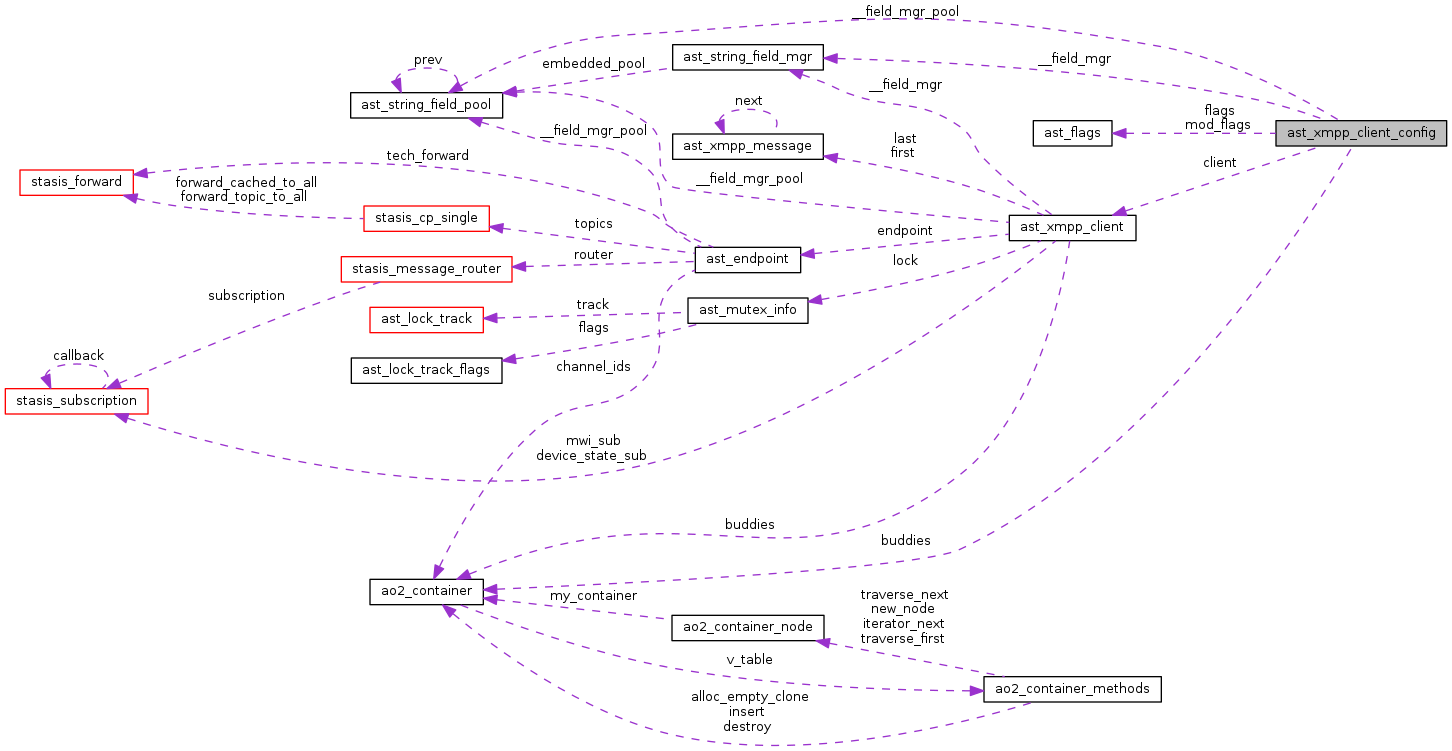 __field_mgr_pool
ast_string_field_mgr
__field_mgr
prev
embedded_pool
__field_mgr
ast_string_field_pool
next
flags
mod_flags
ast_flags
ast_xmpp_client_config
__field_mgr_pool
last
first
ast_xmpp_message
tech_forward
client
stasis_forward
forward_cached_to_all
forward_topic_to_all
__field_mgr_pool
stasis_cp_single
topics
endpoint
ast_xmpp_client
router
ast_endpoint
lock
stasis_message_router
subscription
track
ast_mutex_info
ast_lock_track
flags
callback
channel_ids
ast_lock_track_flags
stasis_subscription
mwi_sub
device_state_sub
buddies
buddies
ao2_container
my_container
traverse_next
new_node
iterator_next
traverse_first
ao2_container_node
v_table
ao2_container_methods
alloc_empty_clone
insert
destroy